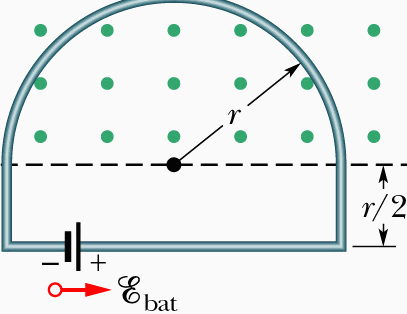 r
r/2
− +
ℰbat